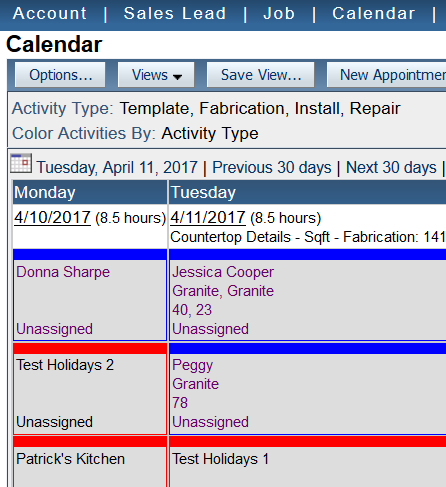 Account | Sales Lead | Job | Calendar |
Calendar
Options... Views Save View... New Appointmen
Activity Type: Template, Fabrication, Install, Repair
Color Activities By: Activity Type
Tuesday, April 11, 2017 | Previous 30 days | Next 30 days |
Monday Tuesday
4/10/2017 (8.5 hours) 4/11/2017 (8.5 hours)
Countertop Details - Sqft - Fabrication: 141
Donna Sharpe Jessica Cooper
Granite, Granite
40, 23
Unassigned Unassigned
Test Holidays 2 Peggy
Granite
78
Unassigned Unassigned
Patrick's Kitchen Test Holidays 1